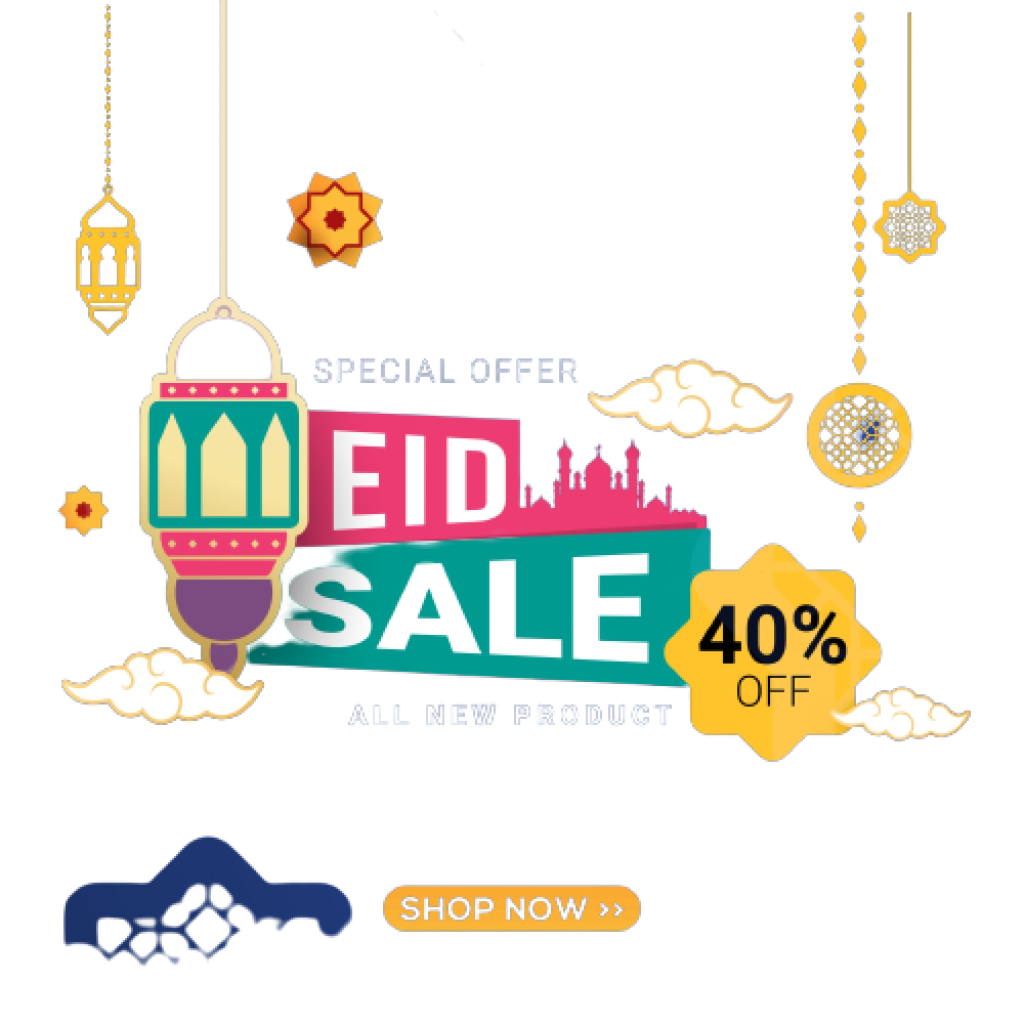 SPECIAL OFFER
EID
SALE
40%
OFF
ALL NEW PRODUCT
SHOP NOW >>